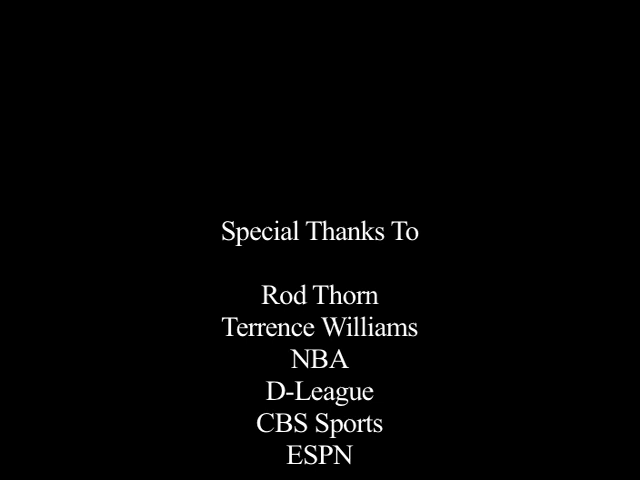 Special Thanks To
Rod Thorn
Terrence Williams
NBA
D-League
CBS Sports
ESPN